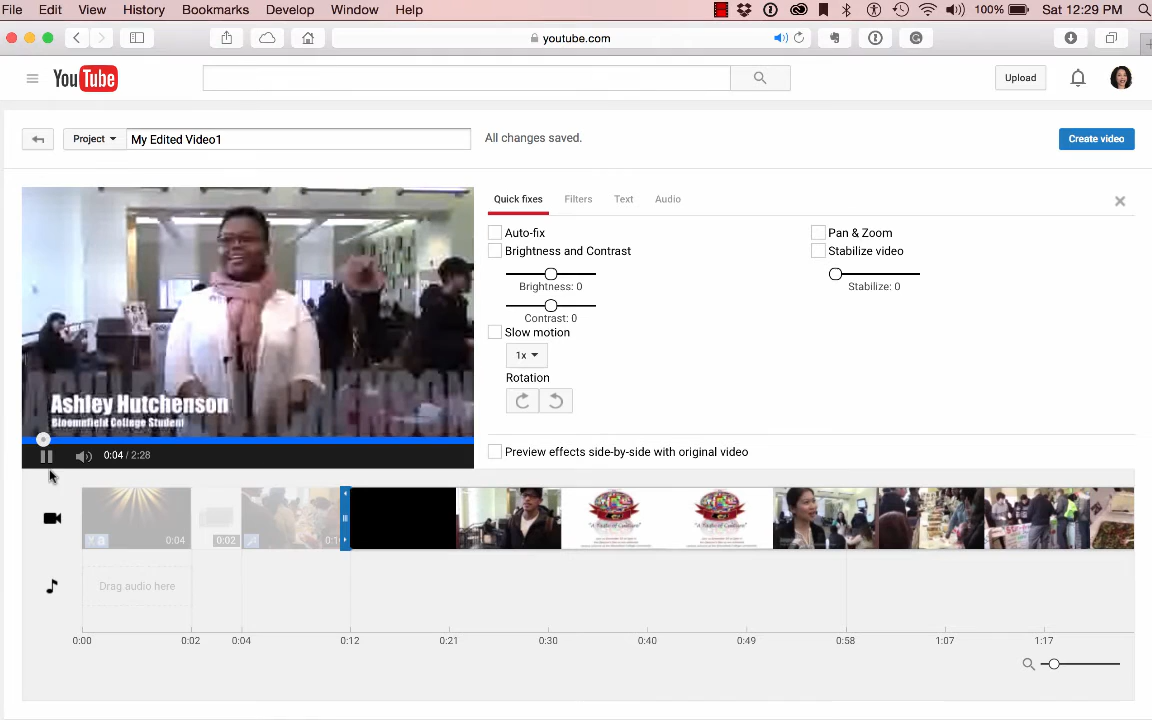 File Edit View History Bookmarks Develop Window Help 100% Sat 12:29 PM
youtube.com
YouTube Upload
Project My Edited Video1 All changes saved. Create video
Quick fixes Filters Text Audio
Auto-fix Pan & Zoom
Brightness and Contrast Stabilize video
Brightness: 0 Stabilize: 0
Contrast: 0
Slow motion
1x
Rotation
Ashley Hutchenson
Bloomfield College Student
0:04 / 2:28
Preview effects side-by-side with original video
0:04 0:02
Drag audio here
0:00 0:02 0:04 0:12 0:21 0:30 0:40 0:49 0:58 1:07 1:17